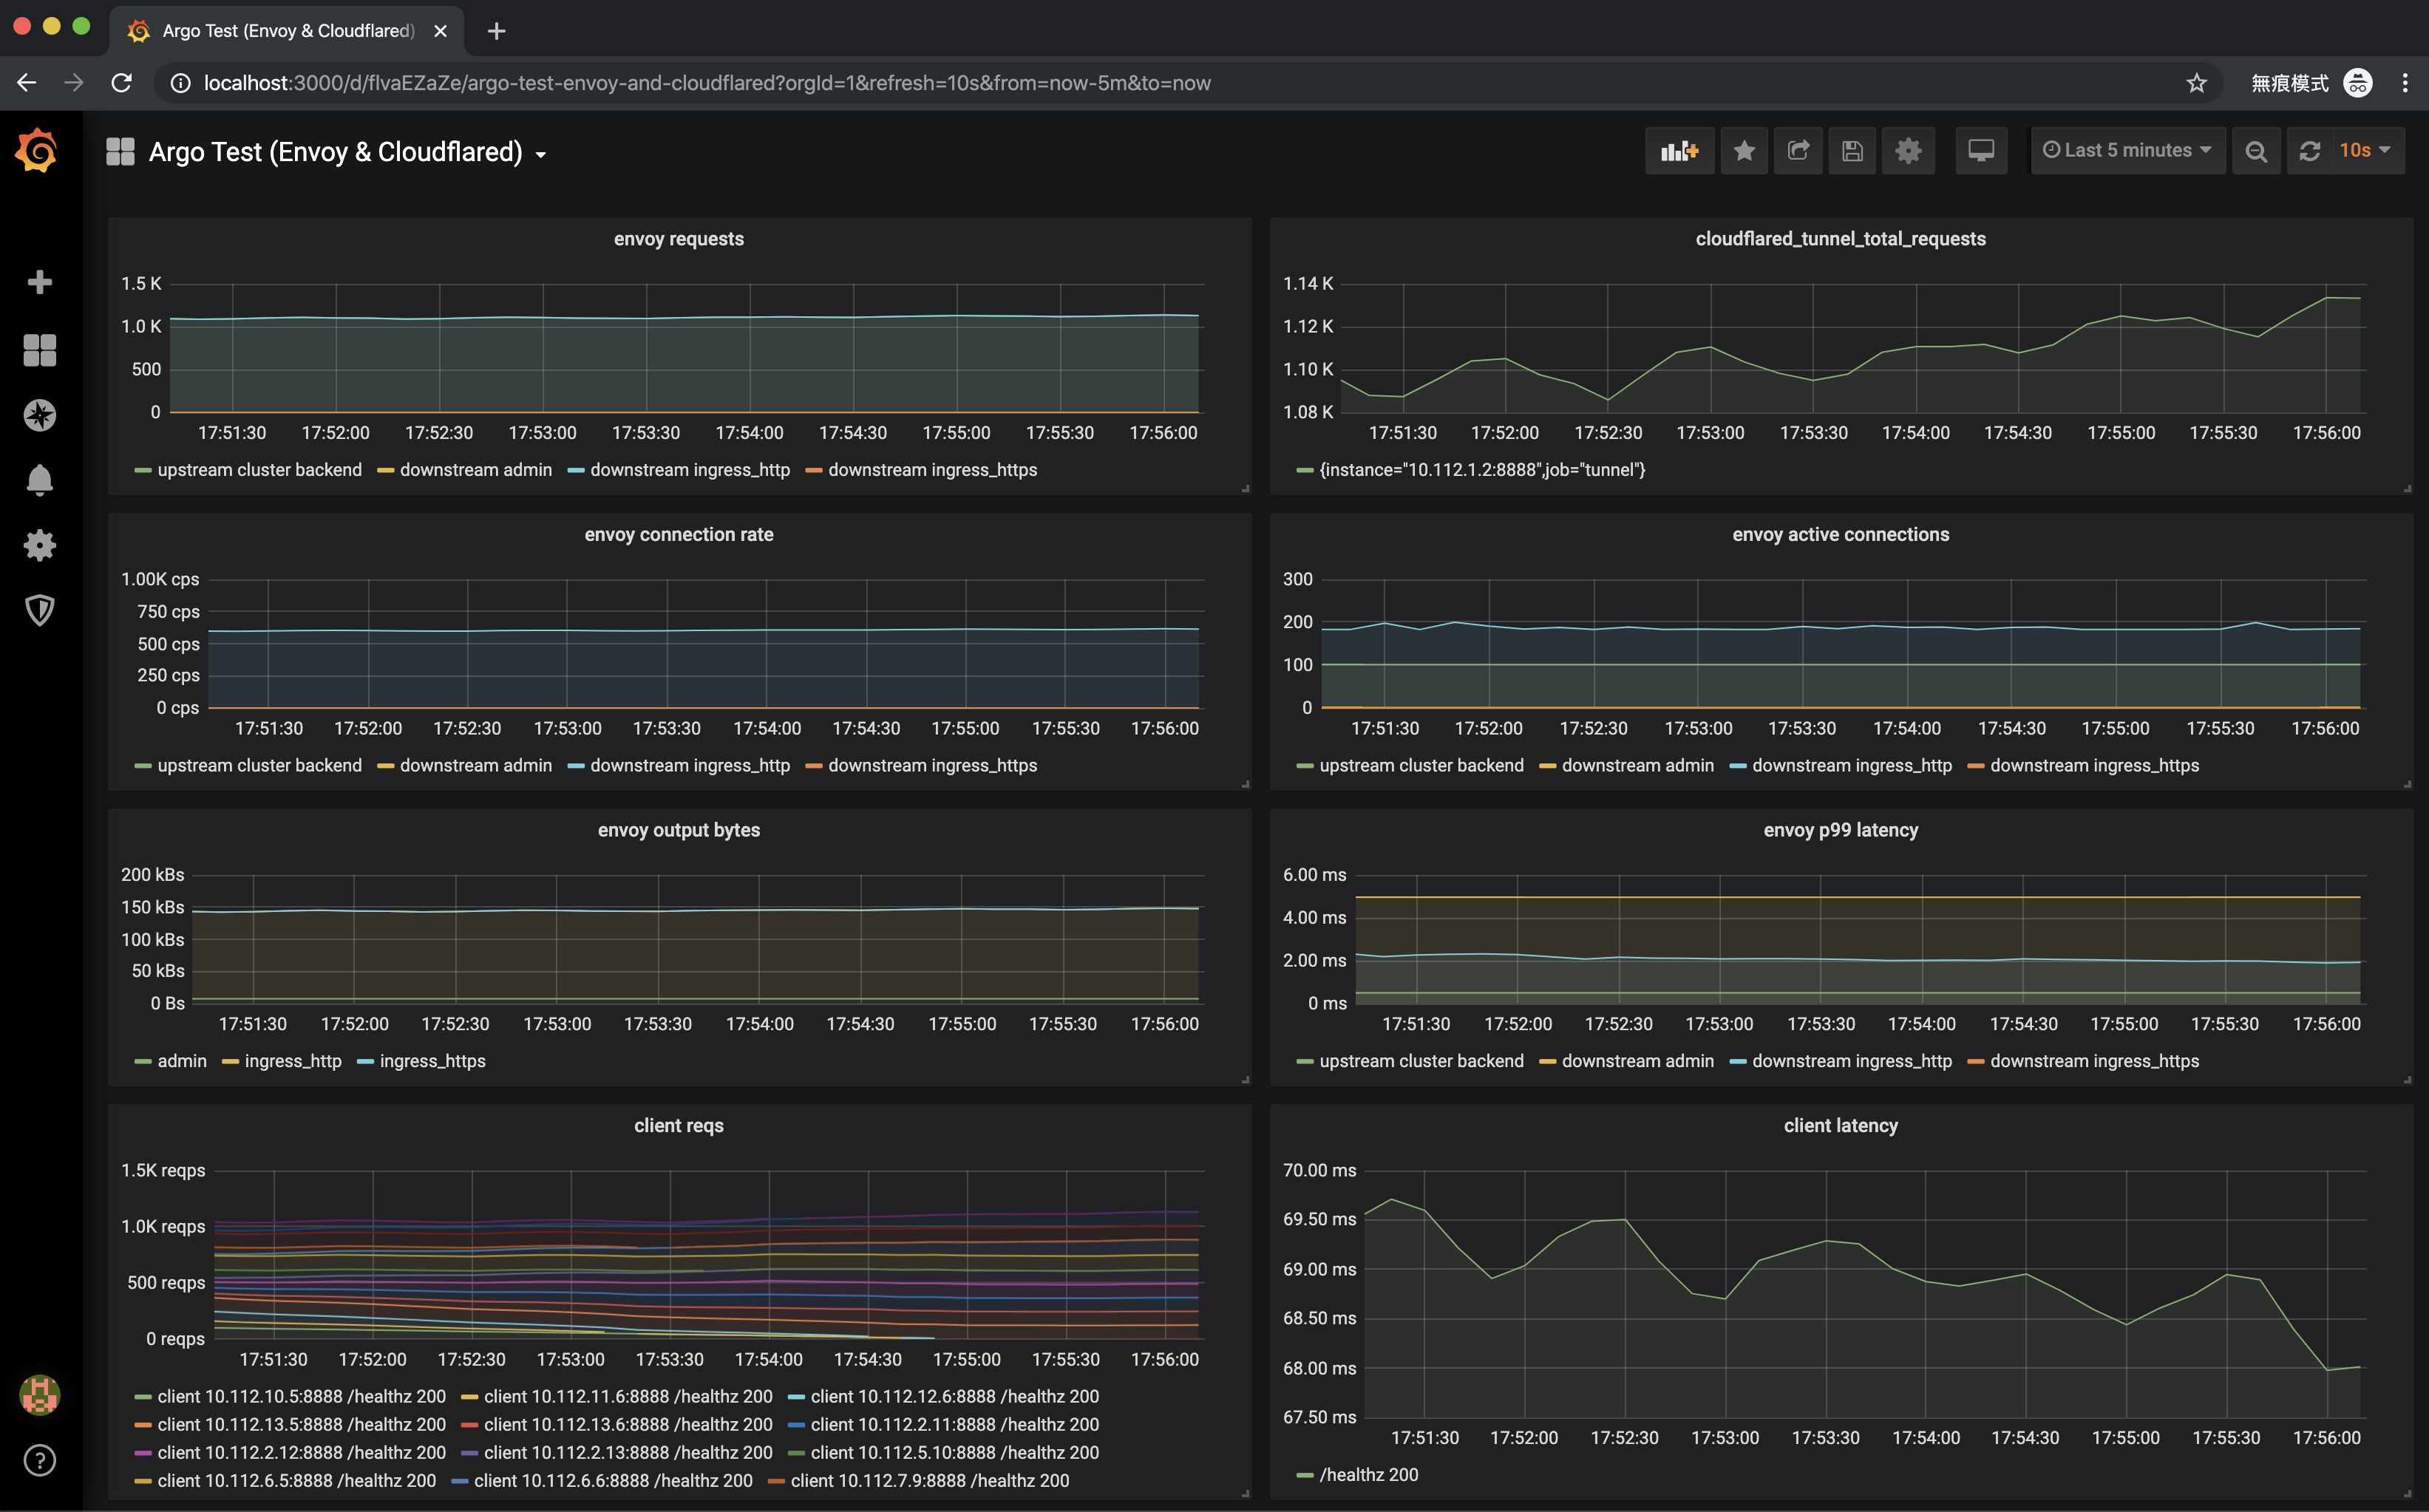 Argo Test (Envoy & Cloudflared)
localhost:3000/d/flvaEZaZe/argo-test-envoy-and-cloudflared?orgId=1&refresh=10s&from=now-5m&to=now
無痕模式
Argo Test (Envoy & Cloudflared)
Last 5 minutes
10s
envoy requests
1.5 K
1.0 K
500
0
17:51:30 17:52:00 17:52:30 17:53:00 17:53:30 17:54:00 17:54:30 17:55:00 17:55:30 17:56:00
upstream cluster backend downstream admin downstream ingress_http downstream ingress_https
cloudflared_tunnel_total_requests
1.14 K
1.12 K
1.10 K
1.08 K
17:51:30 17:52:00 17:52:30 17:53:00 17:53:30 17:54:00 17:54:30 17:55:00 17:55:30 17:56:00
{instance="10.112.1.2:8888",job="tunnel"}
envoy connection rate
1.00K cps
750 cps
500 cps
250 cps
0 cps
17:51:30 17:52:00 17:52:30 17:53:00 17:53:30 17:54:00 17:54:30 17:55:00 17:55:30 17:56:00
upstream cluster backend downstream admin downstream ingress_http downstream ingress_https
envoy active connections
300
200
100
0
17:51:30 17:52:00 17:52:30 17:53:00 17:53:30 17:54:00 17:54:30 17:55:00 17:55:30 17:56:00
upstream cluster backend downstream admin downstream ingress_http downstream ingress_https
envoy output bytes
200 kBs
150 kBs
100 kBs
50 kBs
0 Bs
17:51:30 17:52:00 17:52:30 17:53:00 17:53:30 17:54:00 17:54:30 17:55:00 17:55:30 17:56:00
admin ingress_http ingress_https
envoy p99 latency
6.00 ms
4.00 ms
2.00 ms
0 ms
17:51:30 17:52:00 17:52:30 17:53:00 17:53:30 17:54:00 17:54:30 17:55:00 17:55:30 17:56:00
upstream cluster backend downstream admin downstream ingress_http downstream ingress_https
client reqs
1.5K reqps
1.0K reqps
500 reqps
0 reqps
17:51:30 17:52:00 17:52:30 17:53:00 17:53:30 17:54:00 17:54:30 17:55:00 17:55:30 17:56:00
client 10.112.10.5:8888 /healthz 200 client 10.112.11.6:8888 /healthz 200 client 10.112.12.6:8888 /healthz 200
client 10.112.13.5:8888 /healthz 200 client 10.112.13.6:8888 /healthz 200 client 10.112.2.11:8888 /healthz 200
client 10.112.2.12:8888 /healthz 200 client 10.112.2.13:8888 /healthz 200 client 10.112.5.10:8888 /healthz 200
client 10.112.6.5:8888 /healthz 200 client 10.112.6.6:8888 /healthz 200 client 10.112.7.9:8888 /healthz 200
client latency
70.00 ms
69.50 ms
69.00 ms
68.50 ms
68.00 ms
67.50 ms
17:51:30 17:52:00 17:52:30 17:53:00 17:53:30 17:54:00 17:54:30 17:55:00 17:55:30 17:56:00
/healthz 200